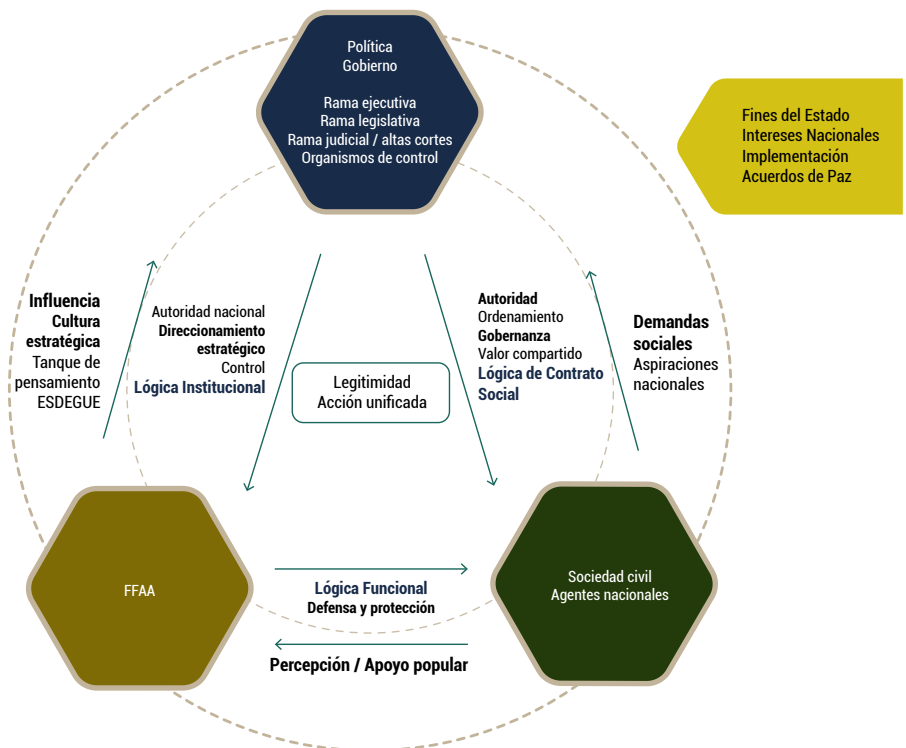 Política
Gobierno
Rama ejecutiva
Rama legislativa
Rama judicial / altas cortes
Organismos de control
Fines del Estado
Intereses Nacionales
Implementación
Acuerdos de Paz
Influencia
Cultura
estratégica
Tanque de
pensamiento
ESDEGUE
Autoridad nacional
Direccionamiento
estratégico
Control
Lógica Institucional
Legitimidad
Acción unificada
Autoridad
Ordenamiento
Gobernanza
Valor compartido
Lógica de Contrato
Social
Demandas
sociales
Aspiraciones
nacionales
FFAA
Lógica Funcional
Defensa y protección
Percepción / Apoyo popular
Sociedad civil
Agentes nacionales